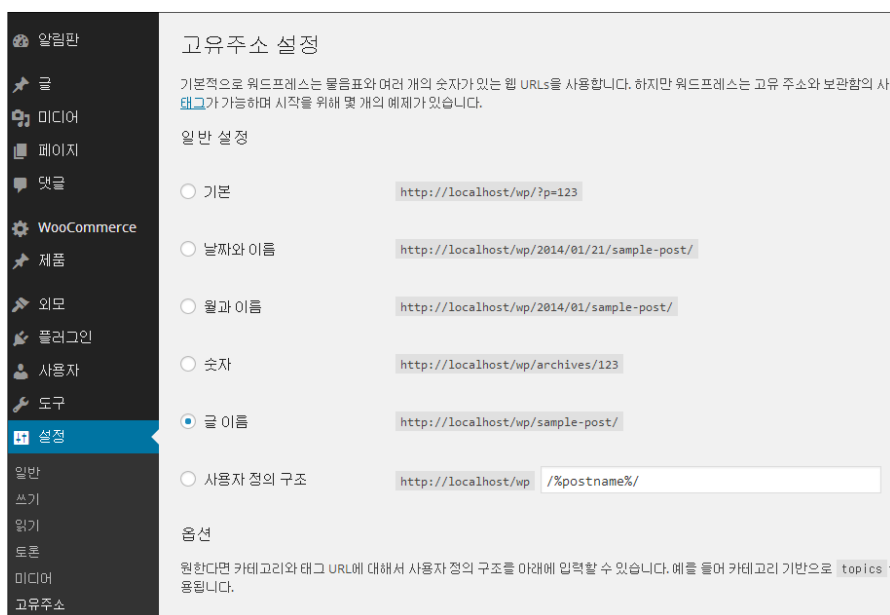 알림판
글
미디어
페이지
댓글
WooCommerce
제품
외모
플러그인
사용자
도구
설정
일반
쓰기
읽기
토론
미디어
고유주소
고유주소 설정
기본적으로 워드프레스는 물음표와 여러 개의 숫자가 있는 웹 URLs을 사용합니다. 하지만 워드프레스는 고유 주소와 보관함의 사
태그가 가능하며 시작을 위해 몇 개의 예제가 있습니다.
일반 설정
기본 http://localhost/wp/?p=123
날짜와 이름 http://localhost/wp/2014/01/21/sample-post/
월과 이름 http://localhost/wp/2014/01/sample-post/
숫자 http://localhost/wp/archives/123
글 이름 http://localhost/wp/sample-post/
사용자 정의 구조 http://localhost/wp /%postname%/
옵션
원한다면 카테고리와 태그 URL에 대해서 사용자 정의 구조를 아래에 입력할 수 있습니다. 예를 들어 카테고리 기반으로 topics
용됩니다.